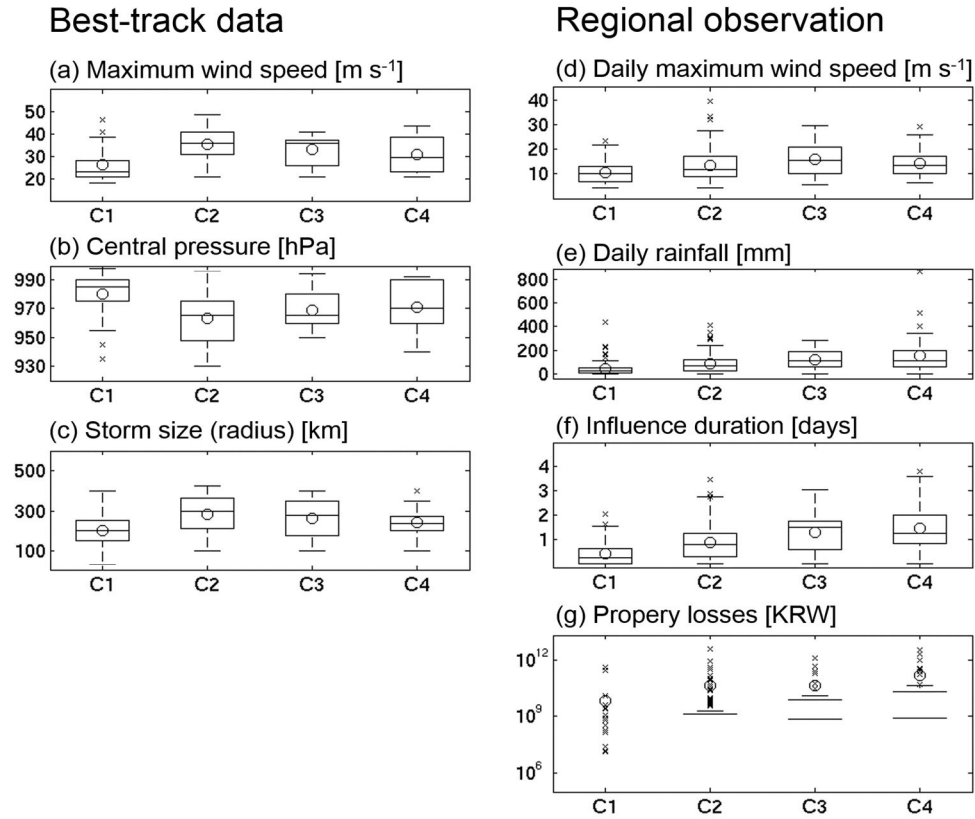 Best-track data
(a) Maximum wind speed [m s-1]
50
40
30
20
C1 C2 C3 C4
(b) Central pressure [hPa]
990
970
950
930
C1 C2 C3 C4
(c) Storm size (radius) [km]
500
300
100
C1 C2 C3 C4
Regional observation
(d) Daily maximum wind speed [m s-1]
40
30
20
10
C1 C2 C3 C4
(e) Daily rainfall [mm]
800
600
400
200
0
C1 C2 C3 C4
(f) Influence duration [days]
4
3
2
1
C1 C2 C3 C4
(g) Propery losses [KRW]
10^12
10^9
10^6
C1 C2 C3 C4